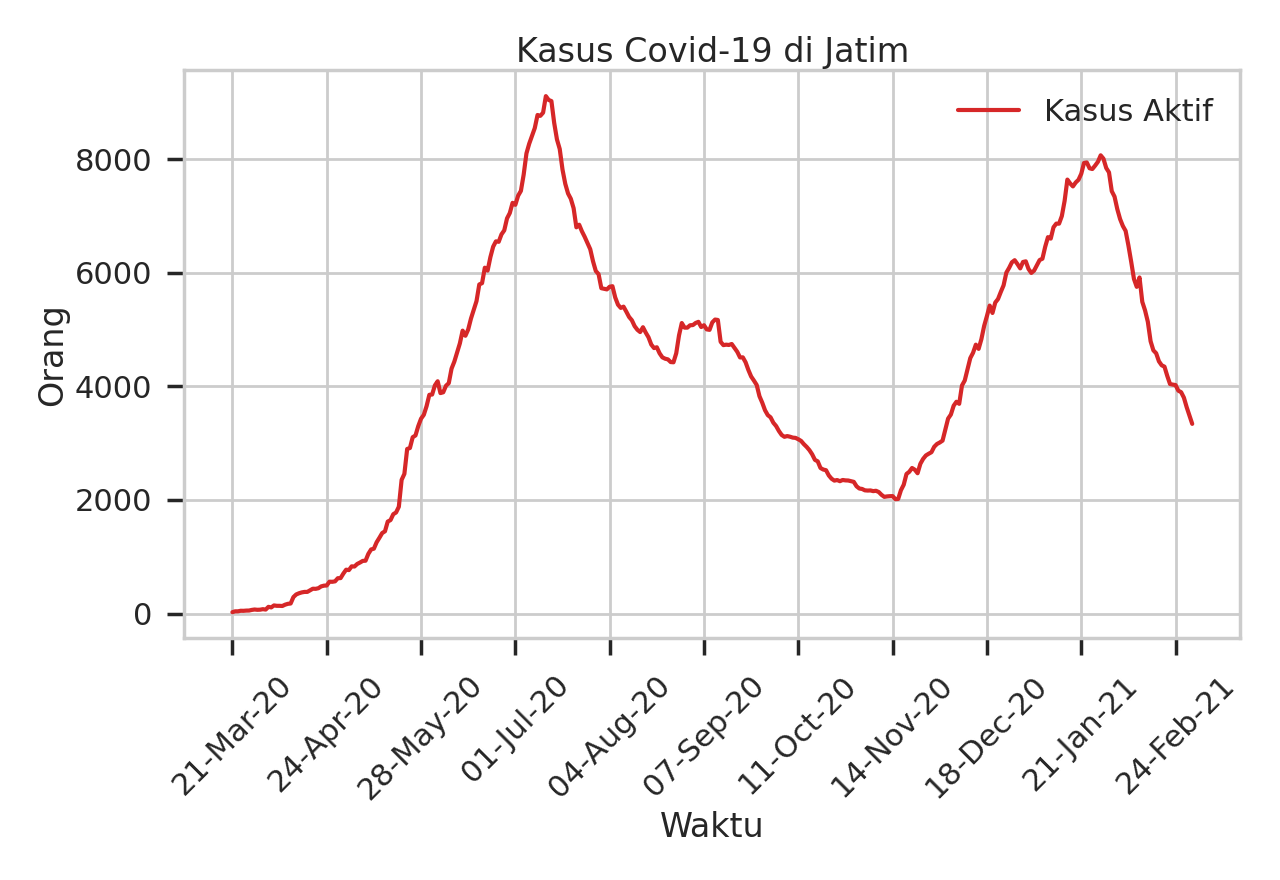 Kasus Covid-19 di Jatim
Kasus Aktif
Orang
8000
6000
4000
2000
0
21-Mar-20
24-Apr-20
28-May-20
01-Jul-20
04-Aug-20
07-Sep-20
11-Oct-20
14-Nov-20
18-Dec-20
21-Jan-21
24-Feb-21
Waktu